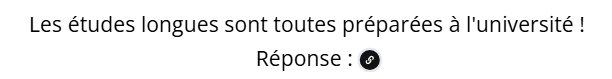 Les études longues sont toutes préparées à l'université !
Réponse :